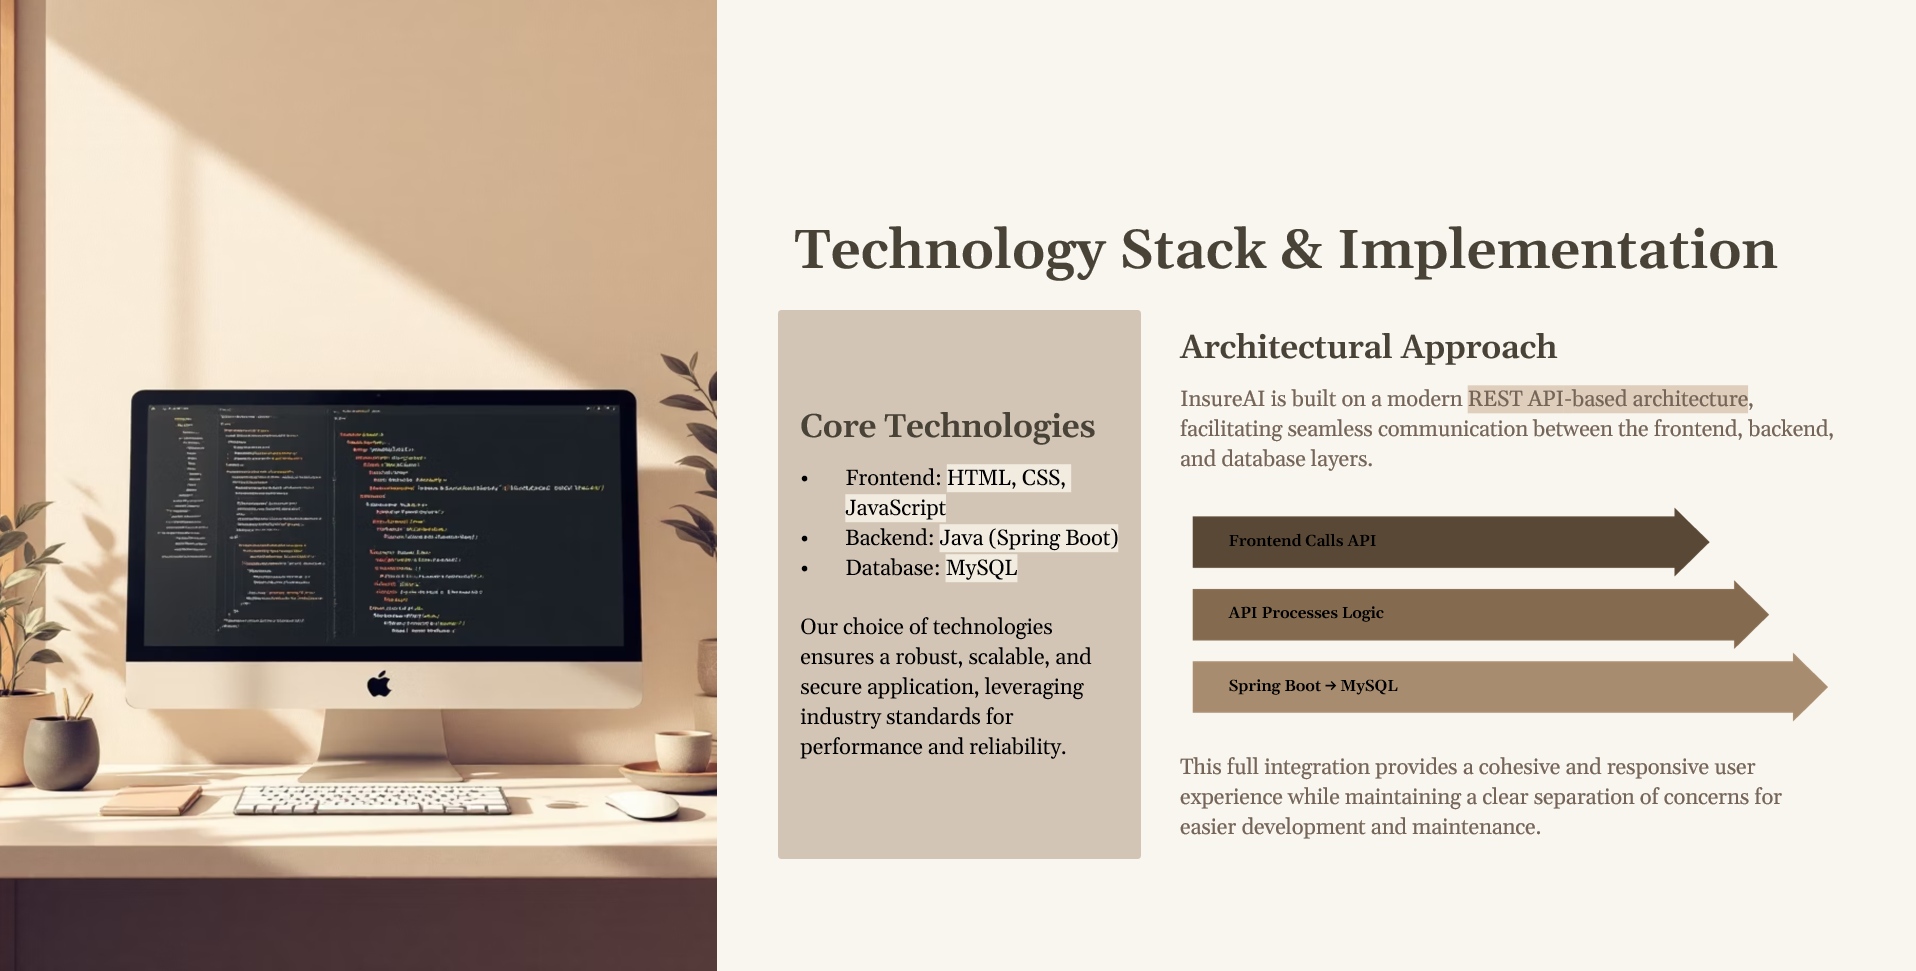 Technology Stack & Implementation
Core Technologies
• Frontend: HTML, CSS,
JavaScript
• Backend: Java (Spring Boot)
• Database: MySQL
Our choice of technologies
ensures a robust, scalable, and
secure application, leveraging
industry standards for
performance and reliability.
Architectural Approach
InsureAI is built on a modern REST API-based architecture,
facilitating seamless communication between the frontend, backend,
and database layers.
Frontend Calls API
API Processes Logic
Spring Boot → MySQL
This full integration provides a cohesive and responsive user
experience while maintaining a clear separation of concerns for
easier development and maintenance.